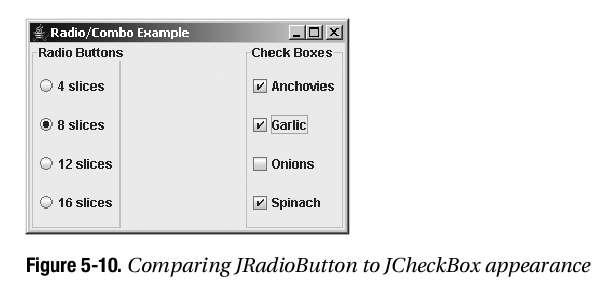 Radio/Combo Example
Radio Buttons
4 slices
8 slices
12 slices
16 slices
Check Boxes
Anchovies
Garlic
Onions
Spinach
Figure 5-10. Comparing JRadioButton to JCheckBox appearance